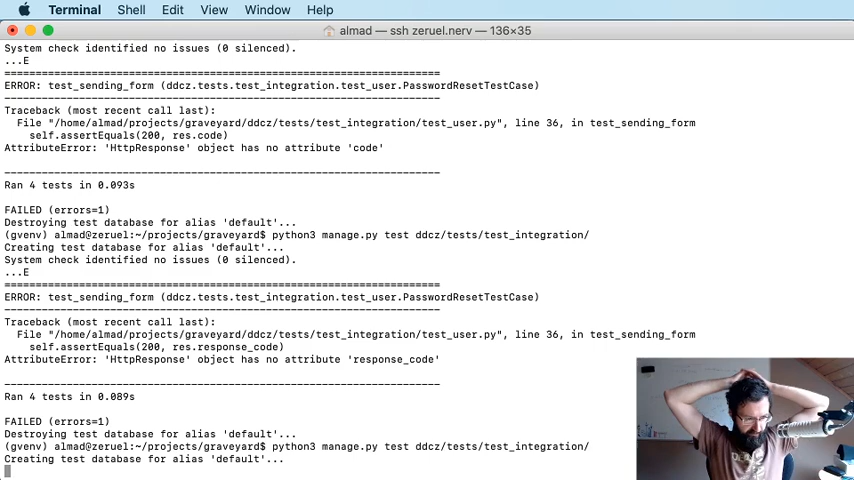 Terminal Shell Edit View Window Help
almad — ssh zeruel.nerv — 136×35
System check identified no issues (0 silenced).
...E
======================================================================
ERROR: test_sending_form (ddcz.tests.test_integration.test_user.PasswordResetTestCase)
----------------------------------------------------------------------
Traceback (most recent call last):
  File "/home/almad/projects/graveyard/ddcz/tests/test_integration/test_user.py", line 36, in test_sending_form
    self.assertEquals(200, res.code)
AttributeError: 'HttpResponse' object has no attribute 'code'
----------------------------------------------------------------------
Ran 4 tests in 0.093s
FAILED (errors=1)
Destroying test database for alias 'default'...
(gvenv) almad@zeruel:~/projects/graveyard$ python3 manage.py test ddcz/tests/test_integration/
Creating test database for alias 'default'...
System check identified no issues (0 silenced).
...E
======================================================================
ERROR: test_sending_form (ddcz.tests.test_integration.test_user.PasswordResetTestCase)
----------------------------------------------------------------------
Traceback (most recent call last):
  File "/home/almad/projects/graveyard/ddcz/tests/test_integration/test_user.py", line 36, in test_sending_form
    self.assertEquals(200, res.response_code)
AttributeError: 'HttpResponse' object has no attribute 'response_code'
----------------------------------------------------------------------
Ran 4 tests in 0.089s
FAILED (errors=1)
Destroying test database for alias 'default'...
(gvenv) almad@zeruel:~/projects/graveyard$ python3 manage.py test ddcz/tests/test_integration/
Creating test database for alias 'default'...